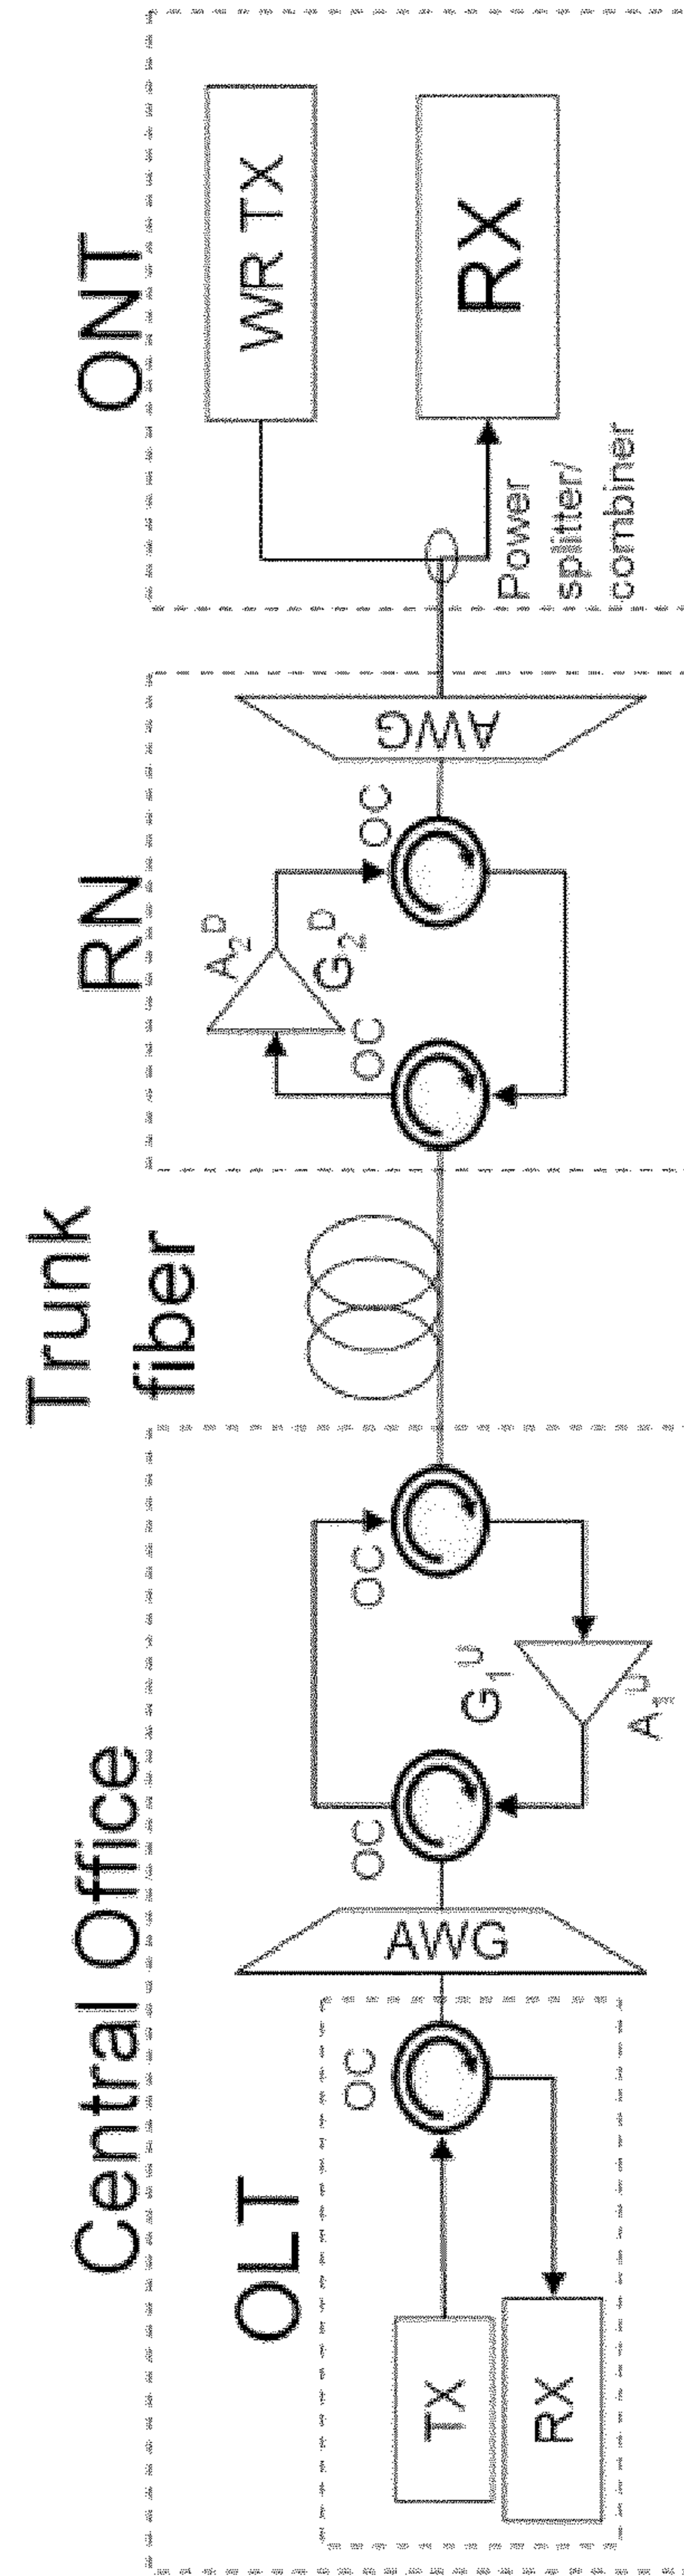 Central Office
Trunk
fiber
RN
ONT
OLT
TX
RX
OC
AWG
OC
OC
G₁ᵁ
A₁ᵁ
OC
OC
A₂ᴰ
G₂ᴰ
AWG
WR TX
RX
Power
splitter/
combiner